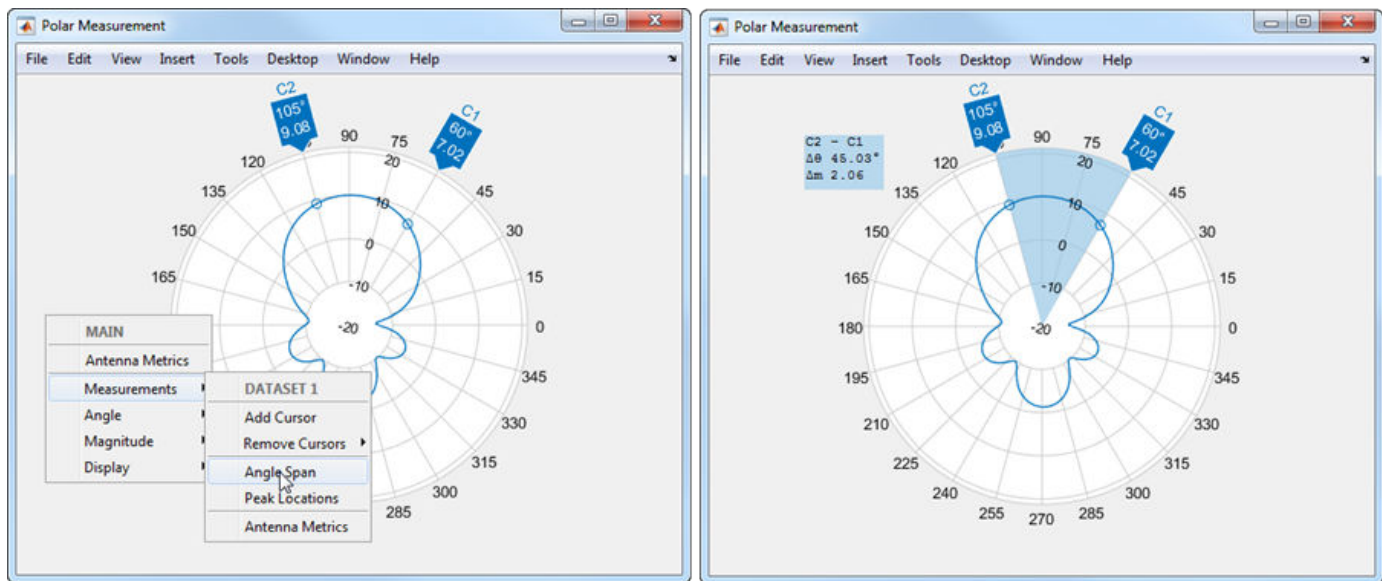 Polar Measurement
File Edit View Insert Tools Desktop Window Help
C2
105°
9.08
C1
60°
7.02
90
75
120
20
135
45
10
150
30
0
165
15
-10
-20
0
345
330
315
300
285
MAIN
Antenna Metrics
Measurements
Angle
Magnitude
Display
DATASET 1
Add Cursor
Remove Cursors
Angle Span
Peak Locations
Antenna Metrics
Polar Measurement
File Edit View Insert Tools Desktop Window Help
C2
105°
9.08
C1
60°
7.02
C2 - C1
Δθ 45.03°
Δm 2.06
90
75
120
20
135
45
10
150
30
0
165
15
-10
180
-20
0
195
345
210
330
225
315
240
300
255
285
270